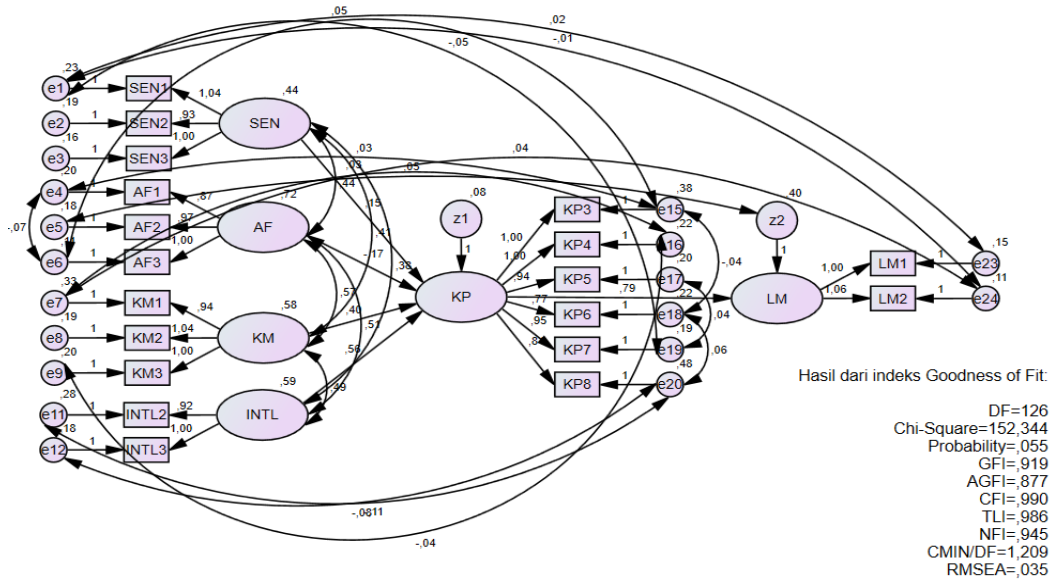 ,05
,02
-,05
-,01
,23
e1
1
SEN1
,19
1,04
,44
SEN
e2
1
SEN2
,93
,16
1,00
e3
1
SEN3
,20
,03
,04
,05
,44
e4
AF1
,87
,72
,18
-,07
e5
1
AF2
,97
AF
1,00
e6
1
AF3
,15
,41
-,17
,38
,08
z1
1
KP
,33
e7
1
KM1
,94
,58
,19
e8
1
KM2
1,04
KM
,20
1,00
e9
1
KM3
,57
,40
,51
,56
,49
,28
,59
e11
1
INTL2
,92
INTL
,18
1,00
e12
1
INTL3
KP3
1
e15
,38
1,00
,22
KP4
1
e16
1,00
,20
KP5
1
e17
,94
,79
,22
KP6
1
e18
,77
,19
KP7
1
e19
,95
,48
KP8
1
e20
,8
-,04
,04
,06
,40
z2
1
LM
1,00
LM1
1
e23
,15
1,06
LM2
1
e24
,11
-,0811
-,04
Hasil dari indeks Goodness of Fit:
DF=126
Chi-Square=152,344
Probability=,055
GFI=,919
AGFI=,877
CFI=,990
TLI=,986
NFI=,945
CMIN/DF=1,209
RMSEA=,035